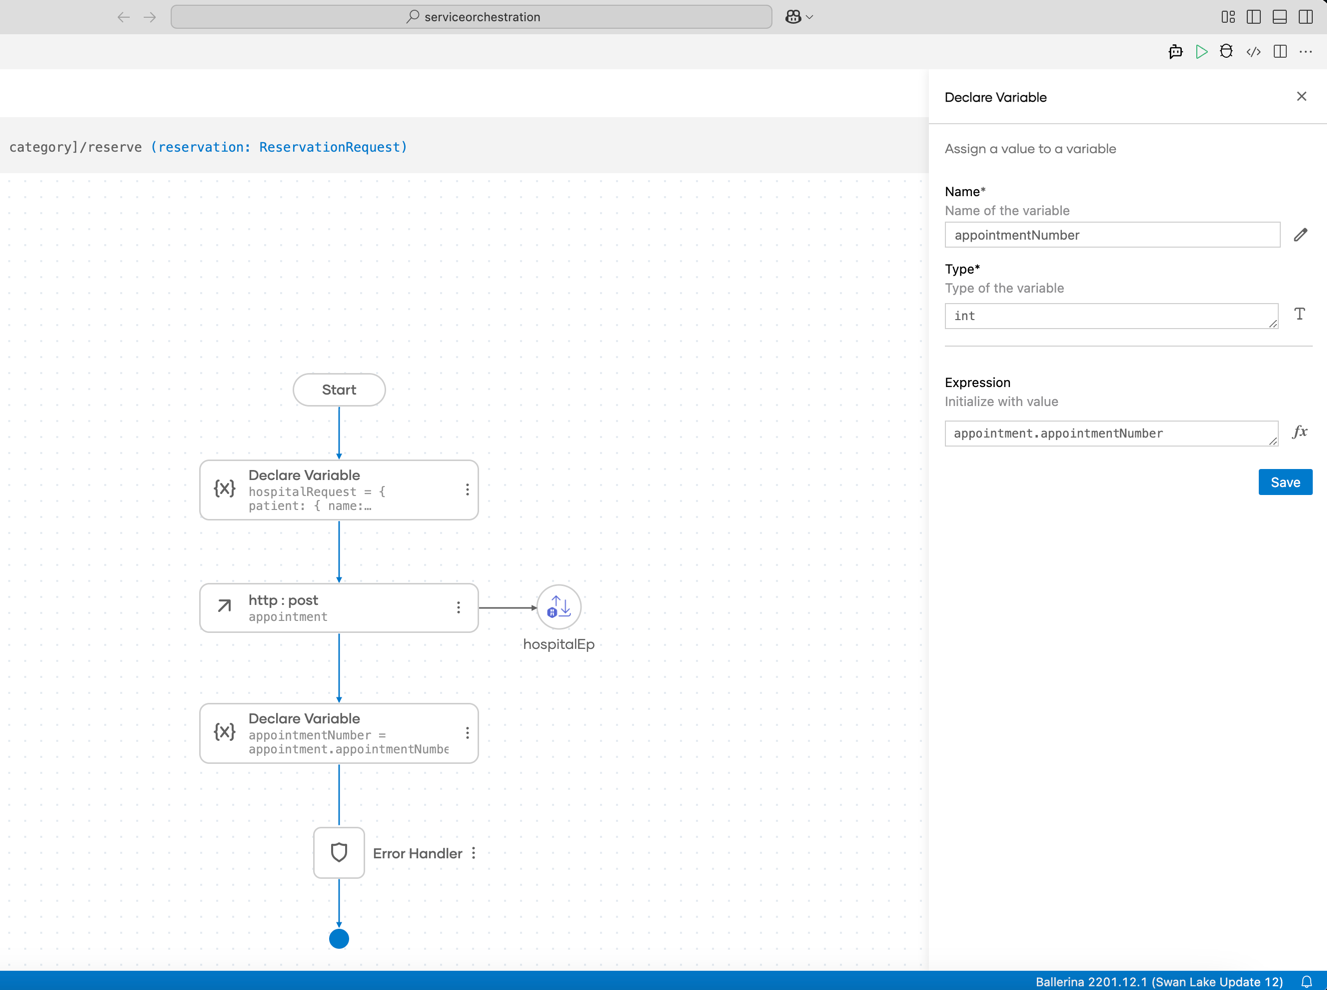 serviceorchestration
category]/reserve (reservation: ReservationRequest)
Start
Declare Variable
hospitalRequest = {
patient: { name:…
http : post
appointment
hospitalEp
Declare Variable
appointmentNumber =
appointment.appointmentNumbe
Error Handler
Declare Variable
Assign a value to a variable
Name*
Name of the variable
appointmentNumber
Type*
Type of the variable
int
T
Expression
Initialize with value
appointment.appointmentNumber
fx
Save
Ballerina 2201.12.1 (Swan Lake Update 12)